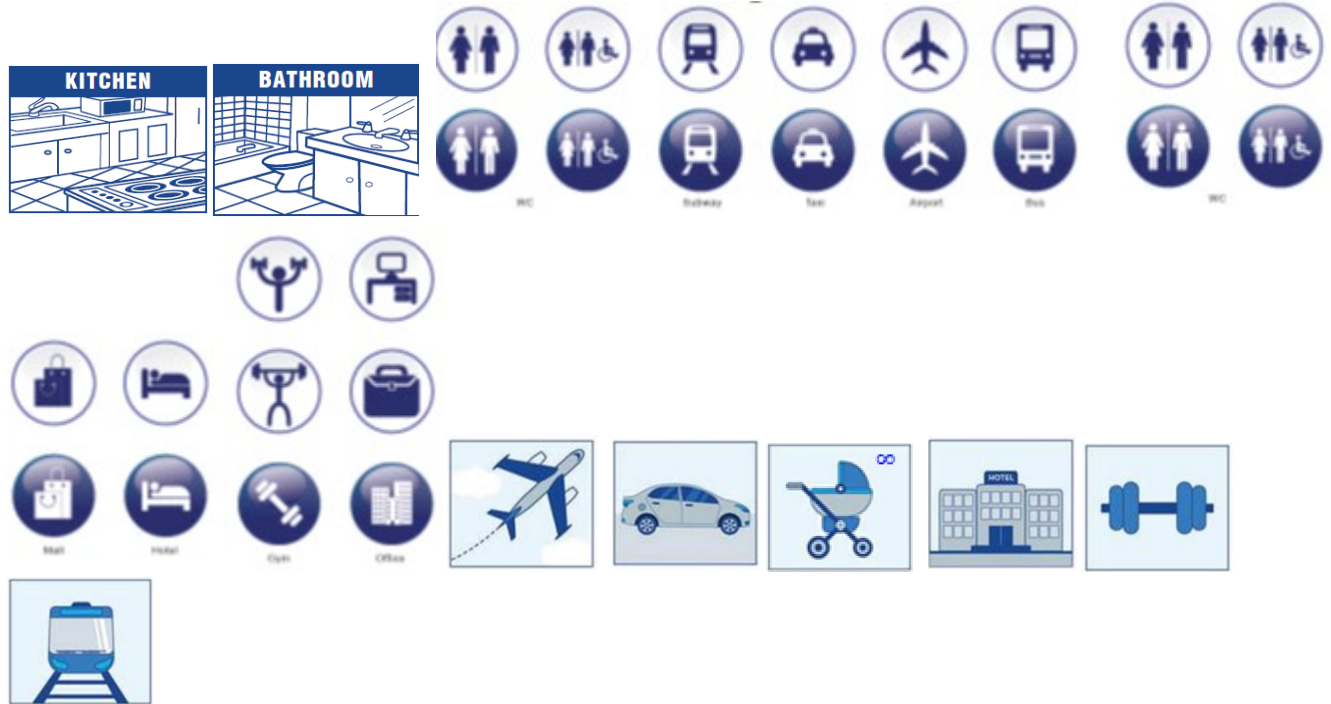 KITCHEN
BATHROOM
WC
Subway
Taxi
Airport
Bus
WC
Mall
Hotel
Gym
Office
HOTEL